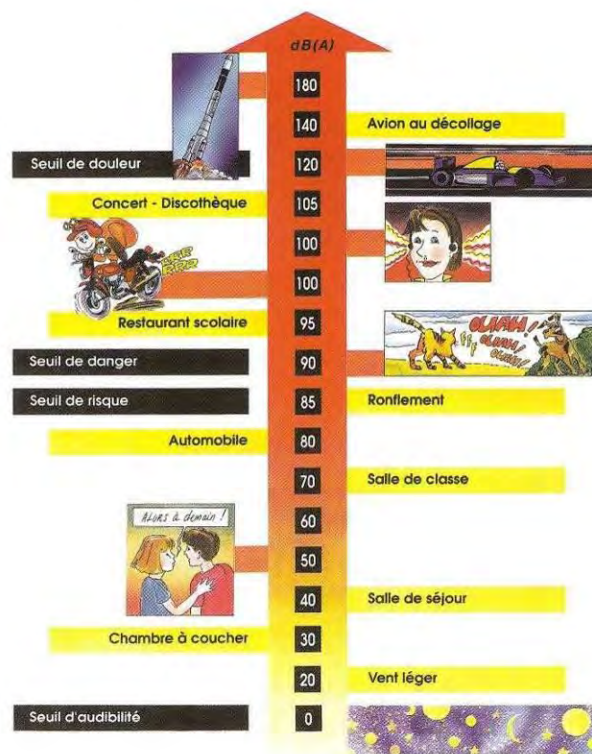 dB(A)
180
140 Avion au décollage
Seuil de douleur 120
Concert - Discothèque 105
100
100
Restaurant scolaire 95
Seuil de danger 90
Seuil de risque 85 Ronflement
Automobile 80
70 Salle de classe
60
Alors à demain !
50
40 Salle de séjour
Chambre à coucher 30
20 Vent léger
Seuil d'audibilité 0